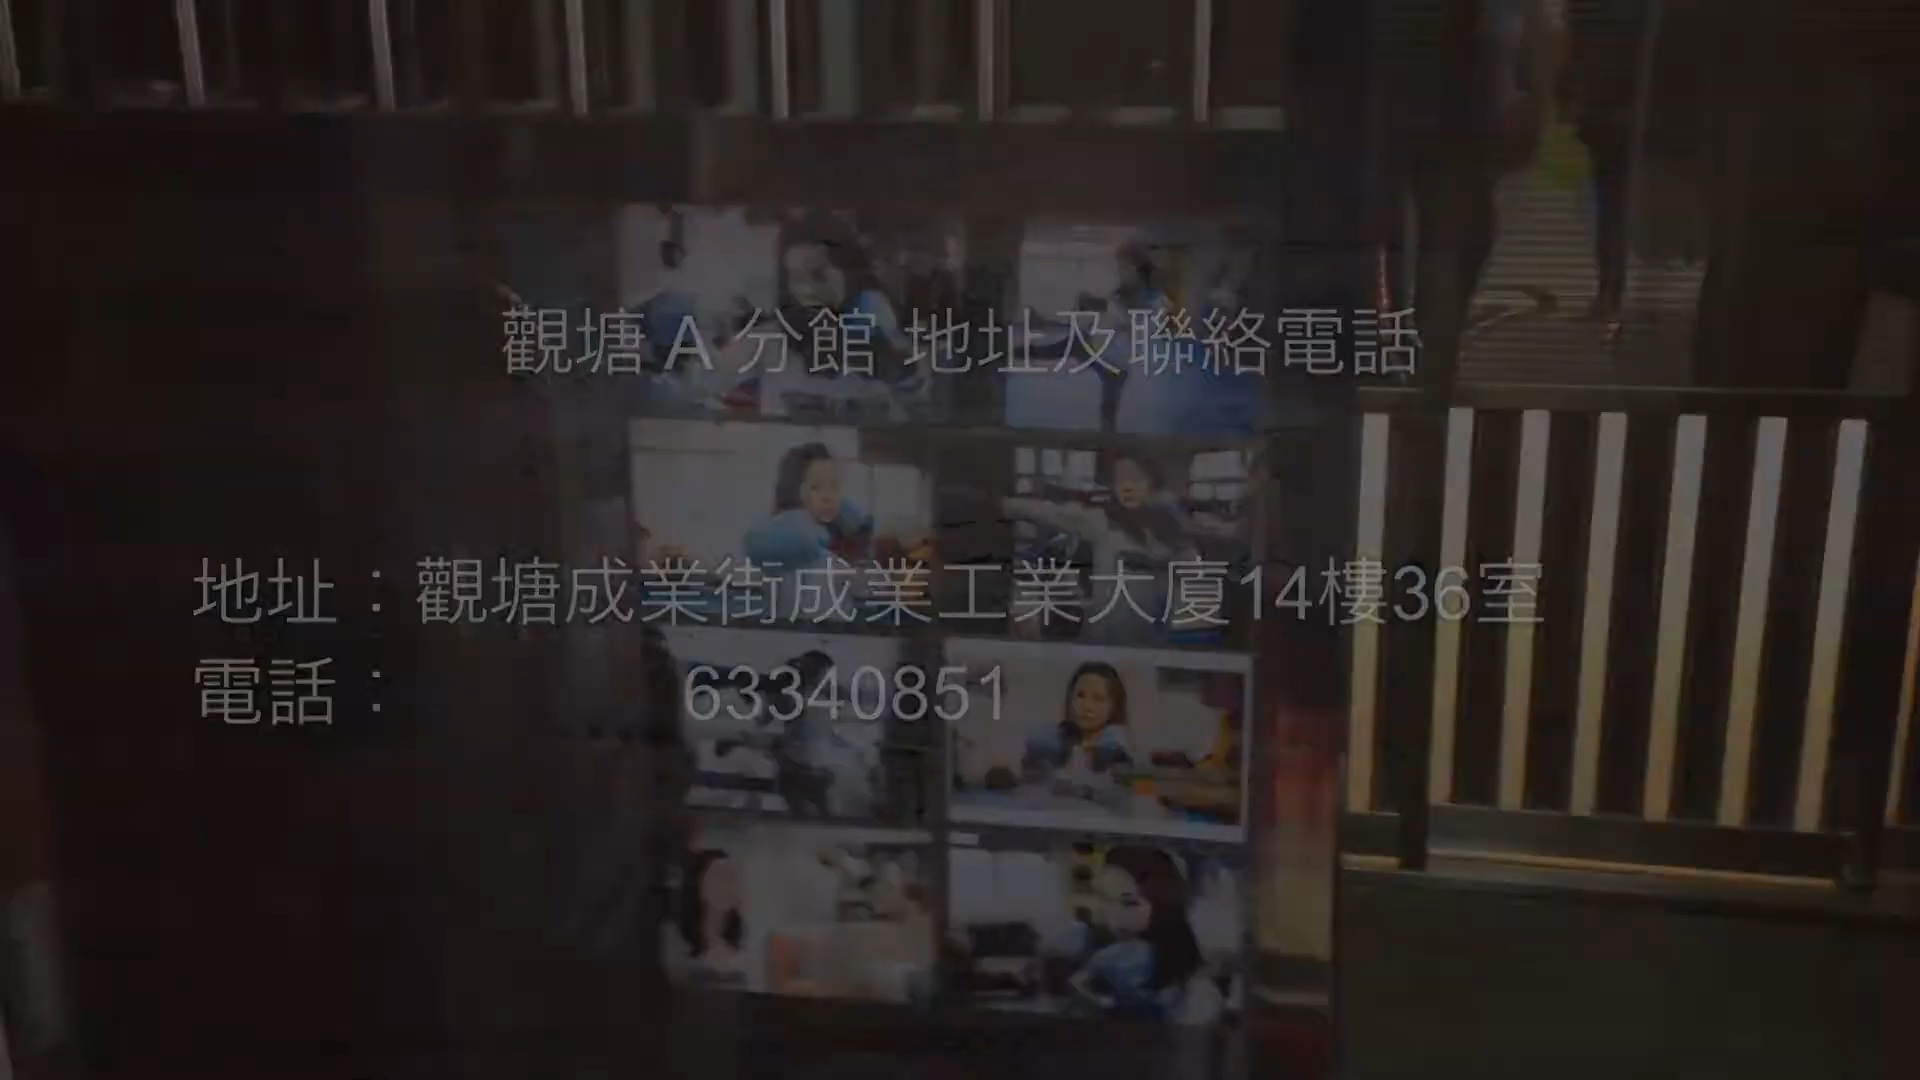 觀塘 A 分館 地址及聯絡電話
地址：觀塘成業街成業工業大廈14樓36室
電話： 63340851